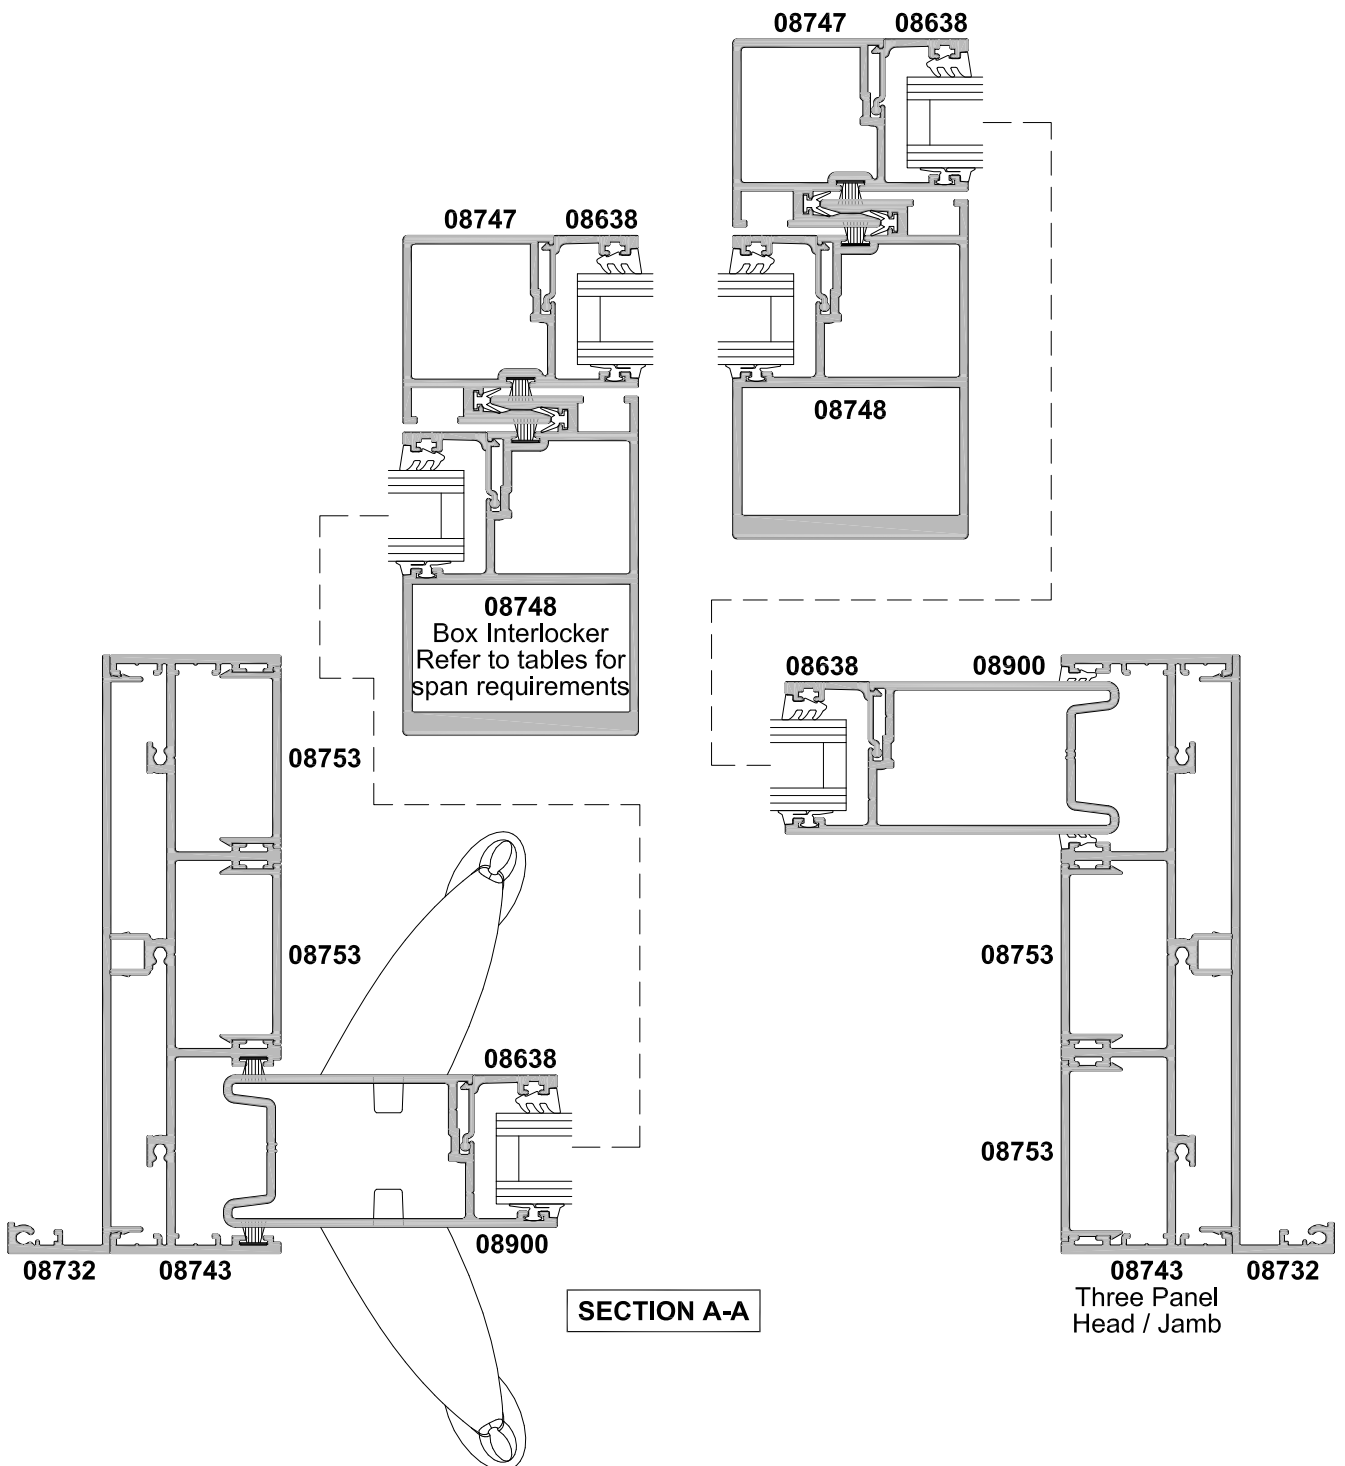 08747 08638
08747 08638
08748
08748
Box Interlocker
Refer to tables for
span requirements
08638 08900
08753
08753
08753
08638
08753
08900
08732 08743
08743 08732
Three Panel
Head / Jamb
SECTION A-A